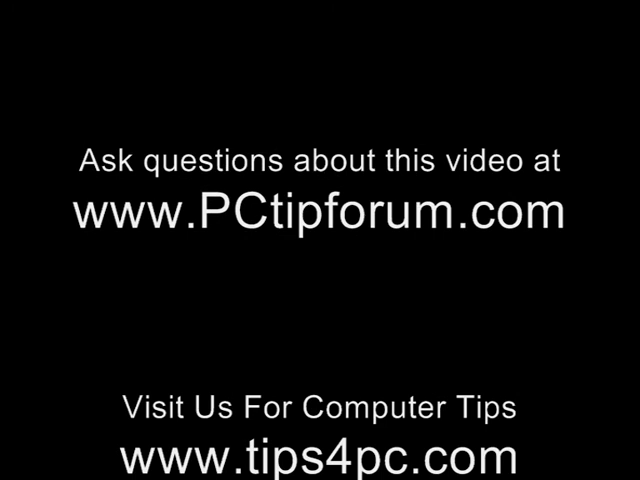 Ask questions about this video at
www.PCtipforum.com
Visit Us For Computer Tips
www.tips4pc.com